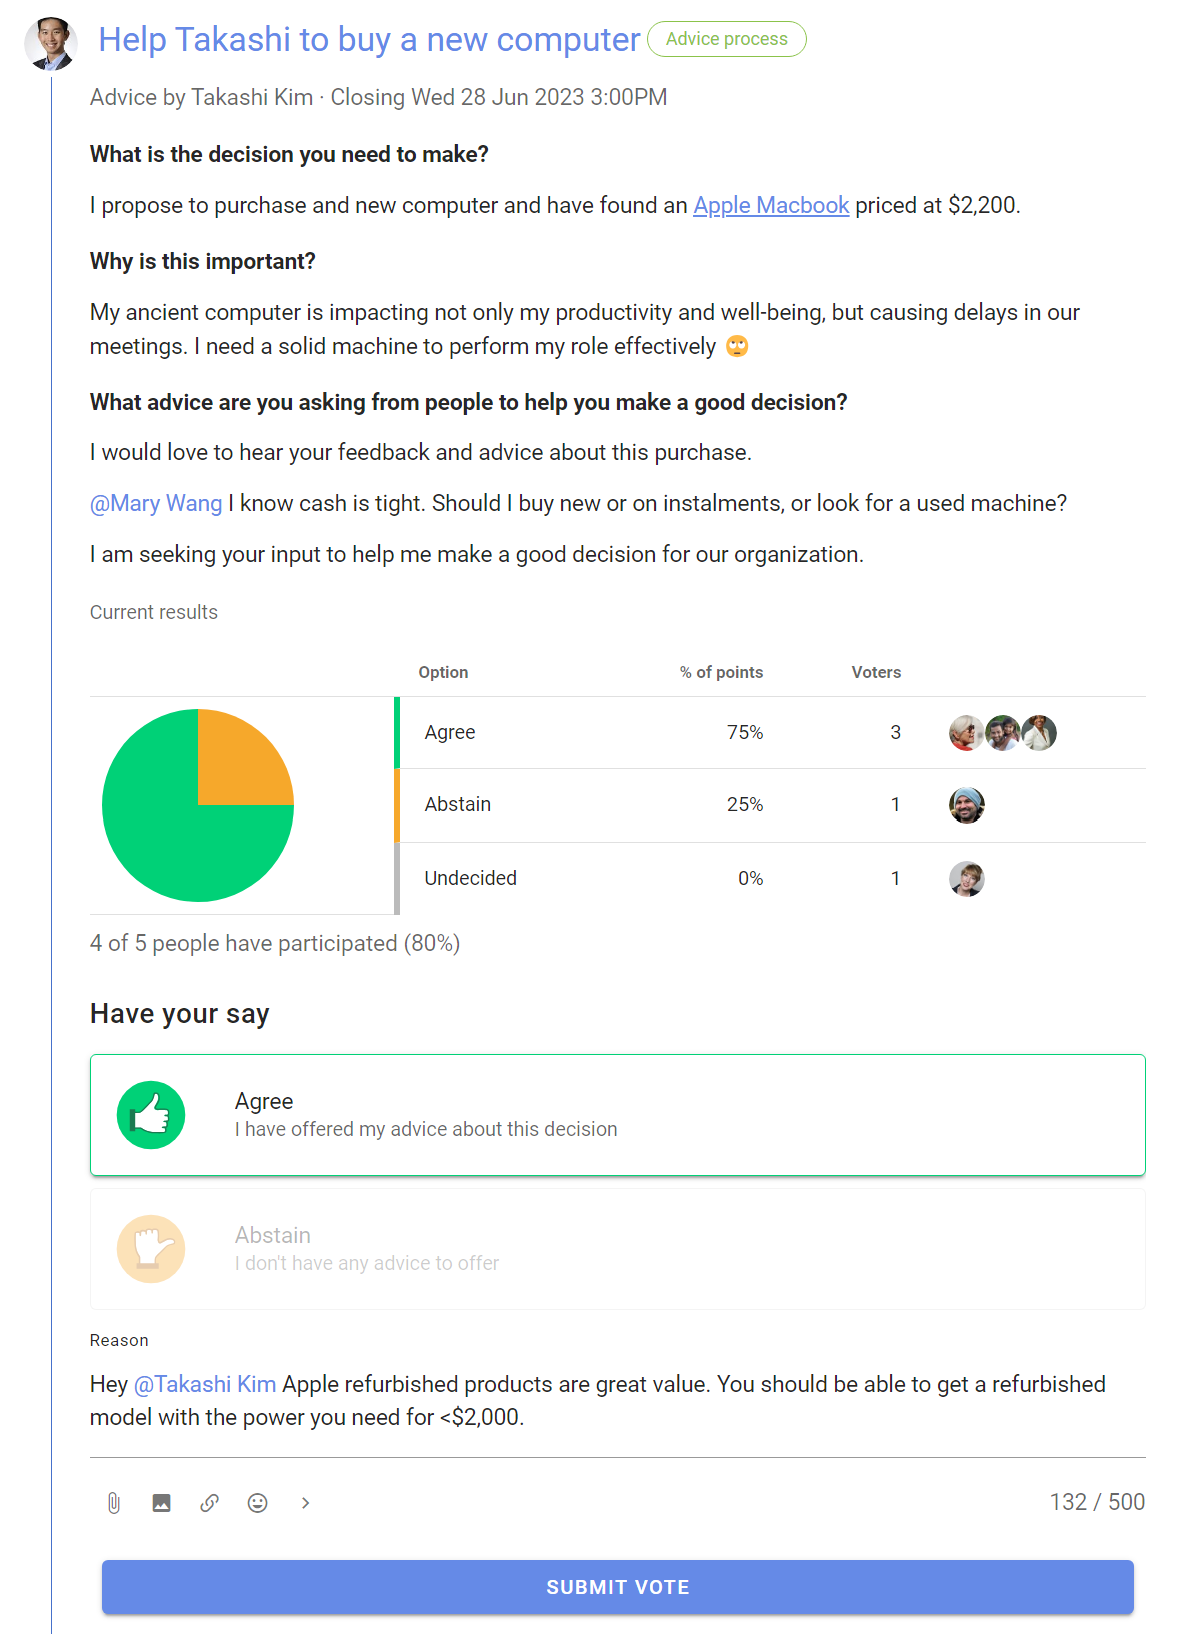 Help Takashi to buy a new computer Advice process
Advice by Takashi Kim · Closing Wed 28 Jun 2023 3:00PM
What is the decision you need to make?
I propose to purchase and new computer and have found an Apple Macbook priced at $2,200.
Why is this important?
My ancient computer is impacting not only my productivity and well-being, but causing delays in our
meetings. I need a solid machine to perform my role effectively 🙄
What advice are you asking from people to help you make a good decision?
I would love to hear your feedback and advice about this purchase.
@Mary Wang I know cash is tight. Should I buy new or on instalments, or look for a used machine?
I am seeking your input to help me make a good decision for our organization.
Current results
Option % of points Voters
Agree 75% 3
Abstain 25% 1
Undecided 0% 1
4 of 5 people have participated (80%)
Have your say
Agree
I have offered my advice about this decision
Abstain
I don't have any advice to offer
Reason
Hey @Takashi Kim Apple refurbished products are great value. You should be able to get a refurbished
model with the power you need for <$2,000.
132 / 500
SUBMIT VOTE